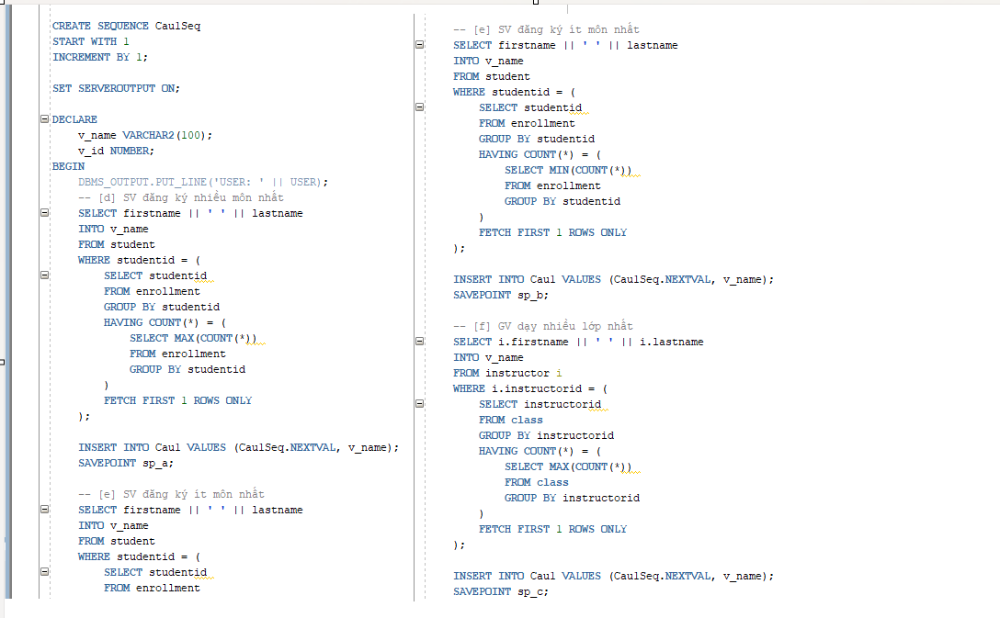 CREATE SEQUENCE CaulSeq
START WITH 1
INCREMENT BY 1;
SET SERVEROUTPUT ON;
DECLARE
v_name VARCHAR2(100);
v_id NUMBER;
BEGIN
DBMS_OUTPUT.PUT_LINE('USER: ' || USER);
-- [d] SV đăng ký nhiều môn nhất
SELECT firstname || ' ' || lastname
INTO v_name
FROM student
WHERE studentid = (
SELECT studentid
FROM enrollment
GROUP BY studentid
HAVING COUNT(*) = (
SELECT MAX(COUNT(*))
FROM enrollment
GROUP BY studentid
)
FETCH FIRST 1 ROWS ONLY
);
INSERT INTO Caul VALUES (CaulSeq.NEXTVAL, v_name);
SAVEPOINT sp_a;
-- [e] SV đăng ký ít môn nhất
SELECT firstname || ' ' || lastname
INTO v_name
FROM student
WHERE studentid = (
SELECT studentid
FROM enrollment
-- [e] SV đăng ký ít môn nhất
SELECT firstname || ' ' || lastname
INTO v_name
FROM student
WHERE studentid = (
SELECT studentid
FROM enrollment
GROUP BY studentid
HAVING COUNT(*) = (
SELECT MIN(COUNT(*))
FROM enrollment
GROUP BY studentid
)
FETCH FIRST 1 ROWS ONLY
);
INSERT INTO Caul VALUES (CaulSeq.NEXTVAL, v_name);
SAVEPOINT sp_b;
-- [f] GV dạy nhiều lớp nhất
SELECT i.firstname || ' ' || i.lastname
INTO v_name
FROM instructor i
WHERE i.instructorid = (
SELECT instructorid
FROM class
GROUP BY instructorid
HAVING COUNT(*) = (
SELECT MAX(COUNT(*))
FROM class
GROUP BY instructorid
)
FETCH FIRST 1 ROWS ONLY
);
INSERT INTO Caul VALUES (CaulSeq.NEXTVAL, v_name);
SAVEPOINT sp_c;